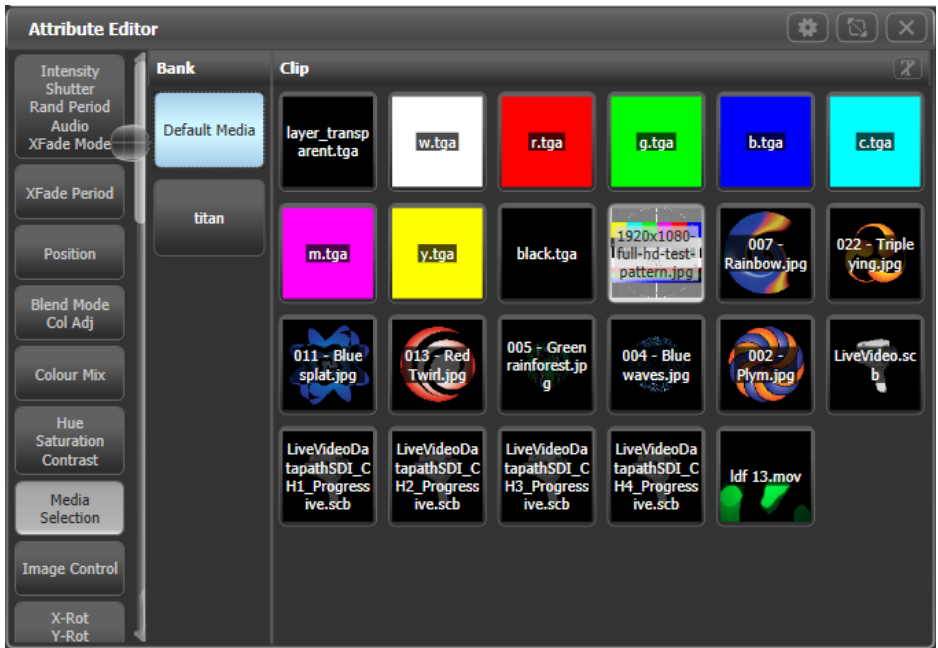 Attribute Editor
Intensity
Shutter
Rand Period
Audio
XFade Mode
XFade Period
Position
Blend Mode
Col Adj
Colour Mix
Hue
Saturation
Contrast
Media
Selection
Image Control
X-Rot
Y-Rot
Bank
Default Media
titan
Clip
layer_transp
arent.tga
w.tga
r.tga
g.tga
b.tga
c.tga
m.tga
y.tga
black.tga
1920x1080-
full-hd-test-
pattern.jpg
007 -
Rainbow.jpg
022 - Triple
ying.jpg
011 - Blue
splat.jpg
013 - Red
Twirl.jpg
005 - Green
rainforest.jp
g
004 - Blue
waves.jpg
002 -
Plym.jpg
LiveVideo.sc
b
LiveVideoDa
tapathSDI_C
H1_Progress
ive.scb
LiveVideoDa
tapathSDI_C
H2_Progress
ive.scb
LiveVideoDa
tapathSDI_C
H3_Progress
ive.scb
LiveVideoDa
tapathSDI_C
H4_Progress
ive.scb
ldf 13.mov